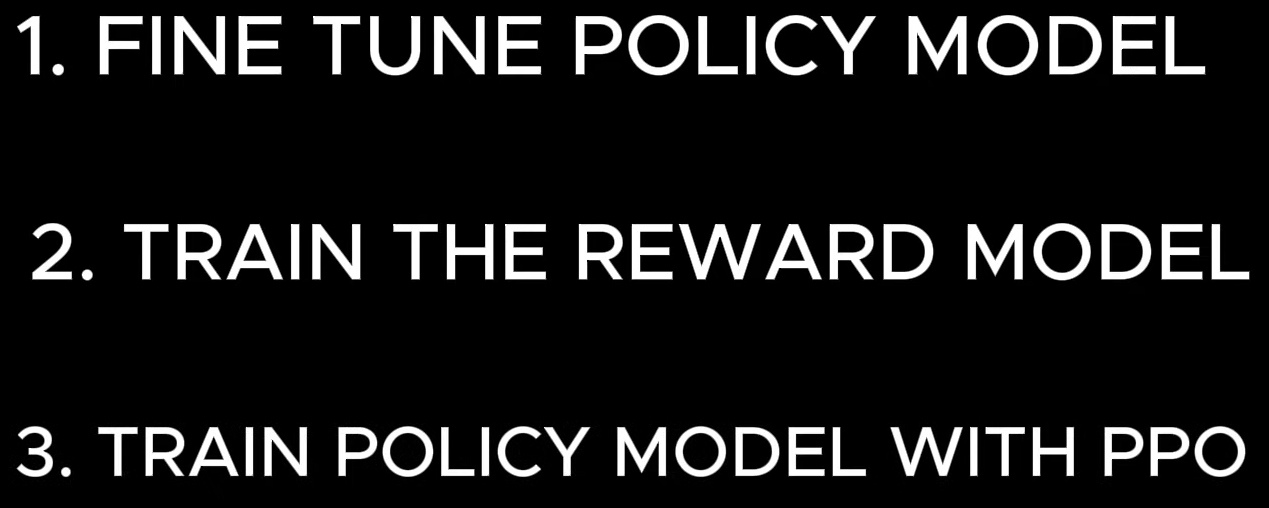 1. FINE TUNE POLICY MODEL
2. TRAIN THE REWARD MODEL
3. TRAIN POLICY MODEL WITH PPO